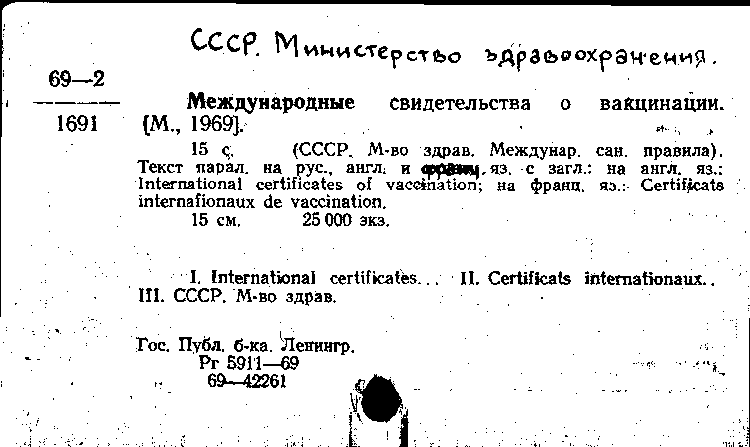 СССР. Министерство здравоохранения.
69—2
1691
Международные свидетельства о вакцинации.
[М., 1969].
15 с. (СССР. М-во здрав. Междунар. сан. правила).
Текст парал. на рус., англ. и франц. яз. с загл.: на англ. яз.:
International certificates of vaccination; на франц. яз.: Certificats
internationaux de vaccination.
15 см. 25 000 экз.
I. International certificates... II. Certificats internationaux..
III. СССР. М-во здрав.
Гос. Публ. б-ка. Ленингр.
Рг 5911—69
69—42261